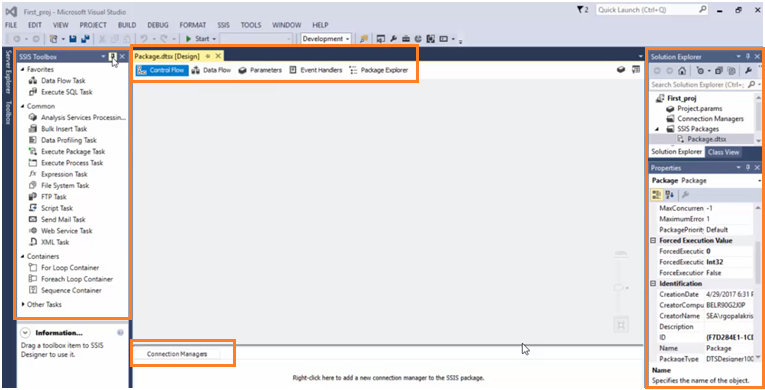 First_proj - Microsoft Visual Studio
2
Quick Launch (Ctrl+Q)
FILE EDIT VIEW PROJECT BUILD DEBUG FORMAT SSIS TOOLS WINDOW HELP
Start
Development
Server Explorer
Toolbox
SSIS Toolbox
Favorites
Data Flow Task
Execute SQL Task
Common
Analysis Services Processin...
Bulk Insert Task
Data Profiling Task
Execute Package Task
Execute Process Task
Expression Task
File System Task
FTP Task
Script Task
Send Mail Task
Web Service Task
XML Task
Containers
For Loop Container
Foreach Loop Container
Sequence Container
Other Tasks
Information...
Drag a toolbox item to SSIS
Designer to use it.
Package.dtsx [Design]
Control Flow Data Flow Parameters Event Handlers Package Explorer
100%
Connection Managers
Right-click here to add a new connection manager to the SSIS package.
Solution Explorer
Search Solution Explorer (Ctrl+;)
First_proj
Project.params
Connection Managers
SSIS Packages
Package.dtsx
Solution Explorer Class View
Properties
Package Package
MaxConcurren -1
MaximumError 1
PackagePriority Default
Forced Execution Value
ForcedExecutic 0
ForcedExecutic Int32
ForceExecution False
Identification
CreationDate 4/29/2017 6:31 P
CreatorCompu BELR90G2J0P
CreatorName SEA\rgopalakris
Description
ID {F7D284E1-1CD
Name Package
PackageType DTSDesigner100
Name
Specifies the name of the object.